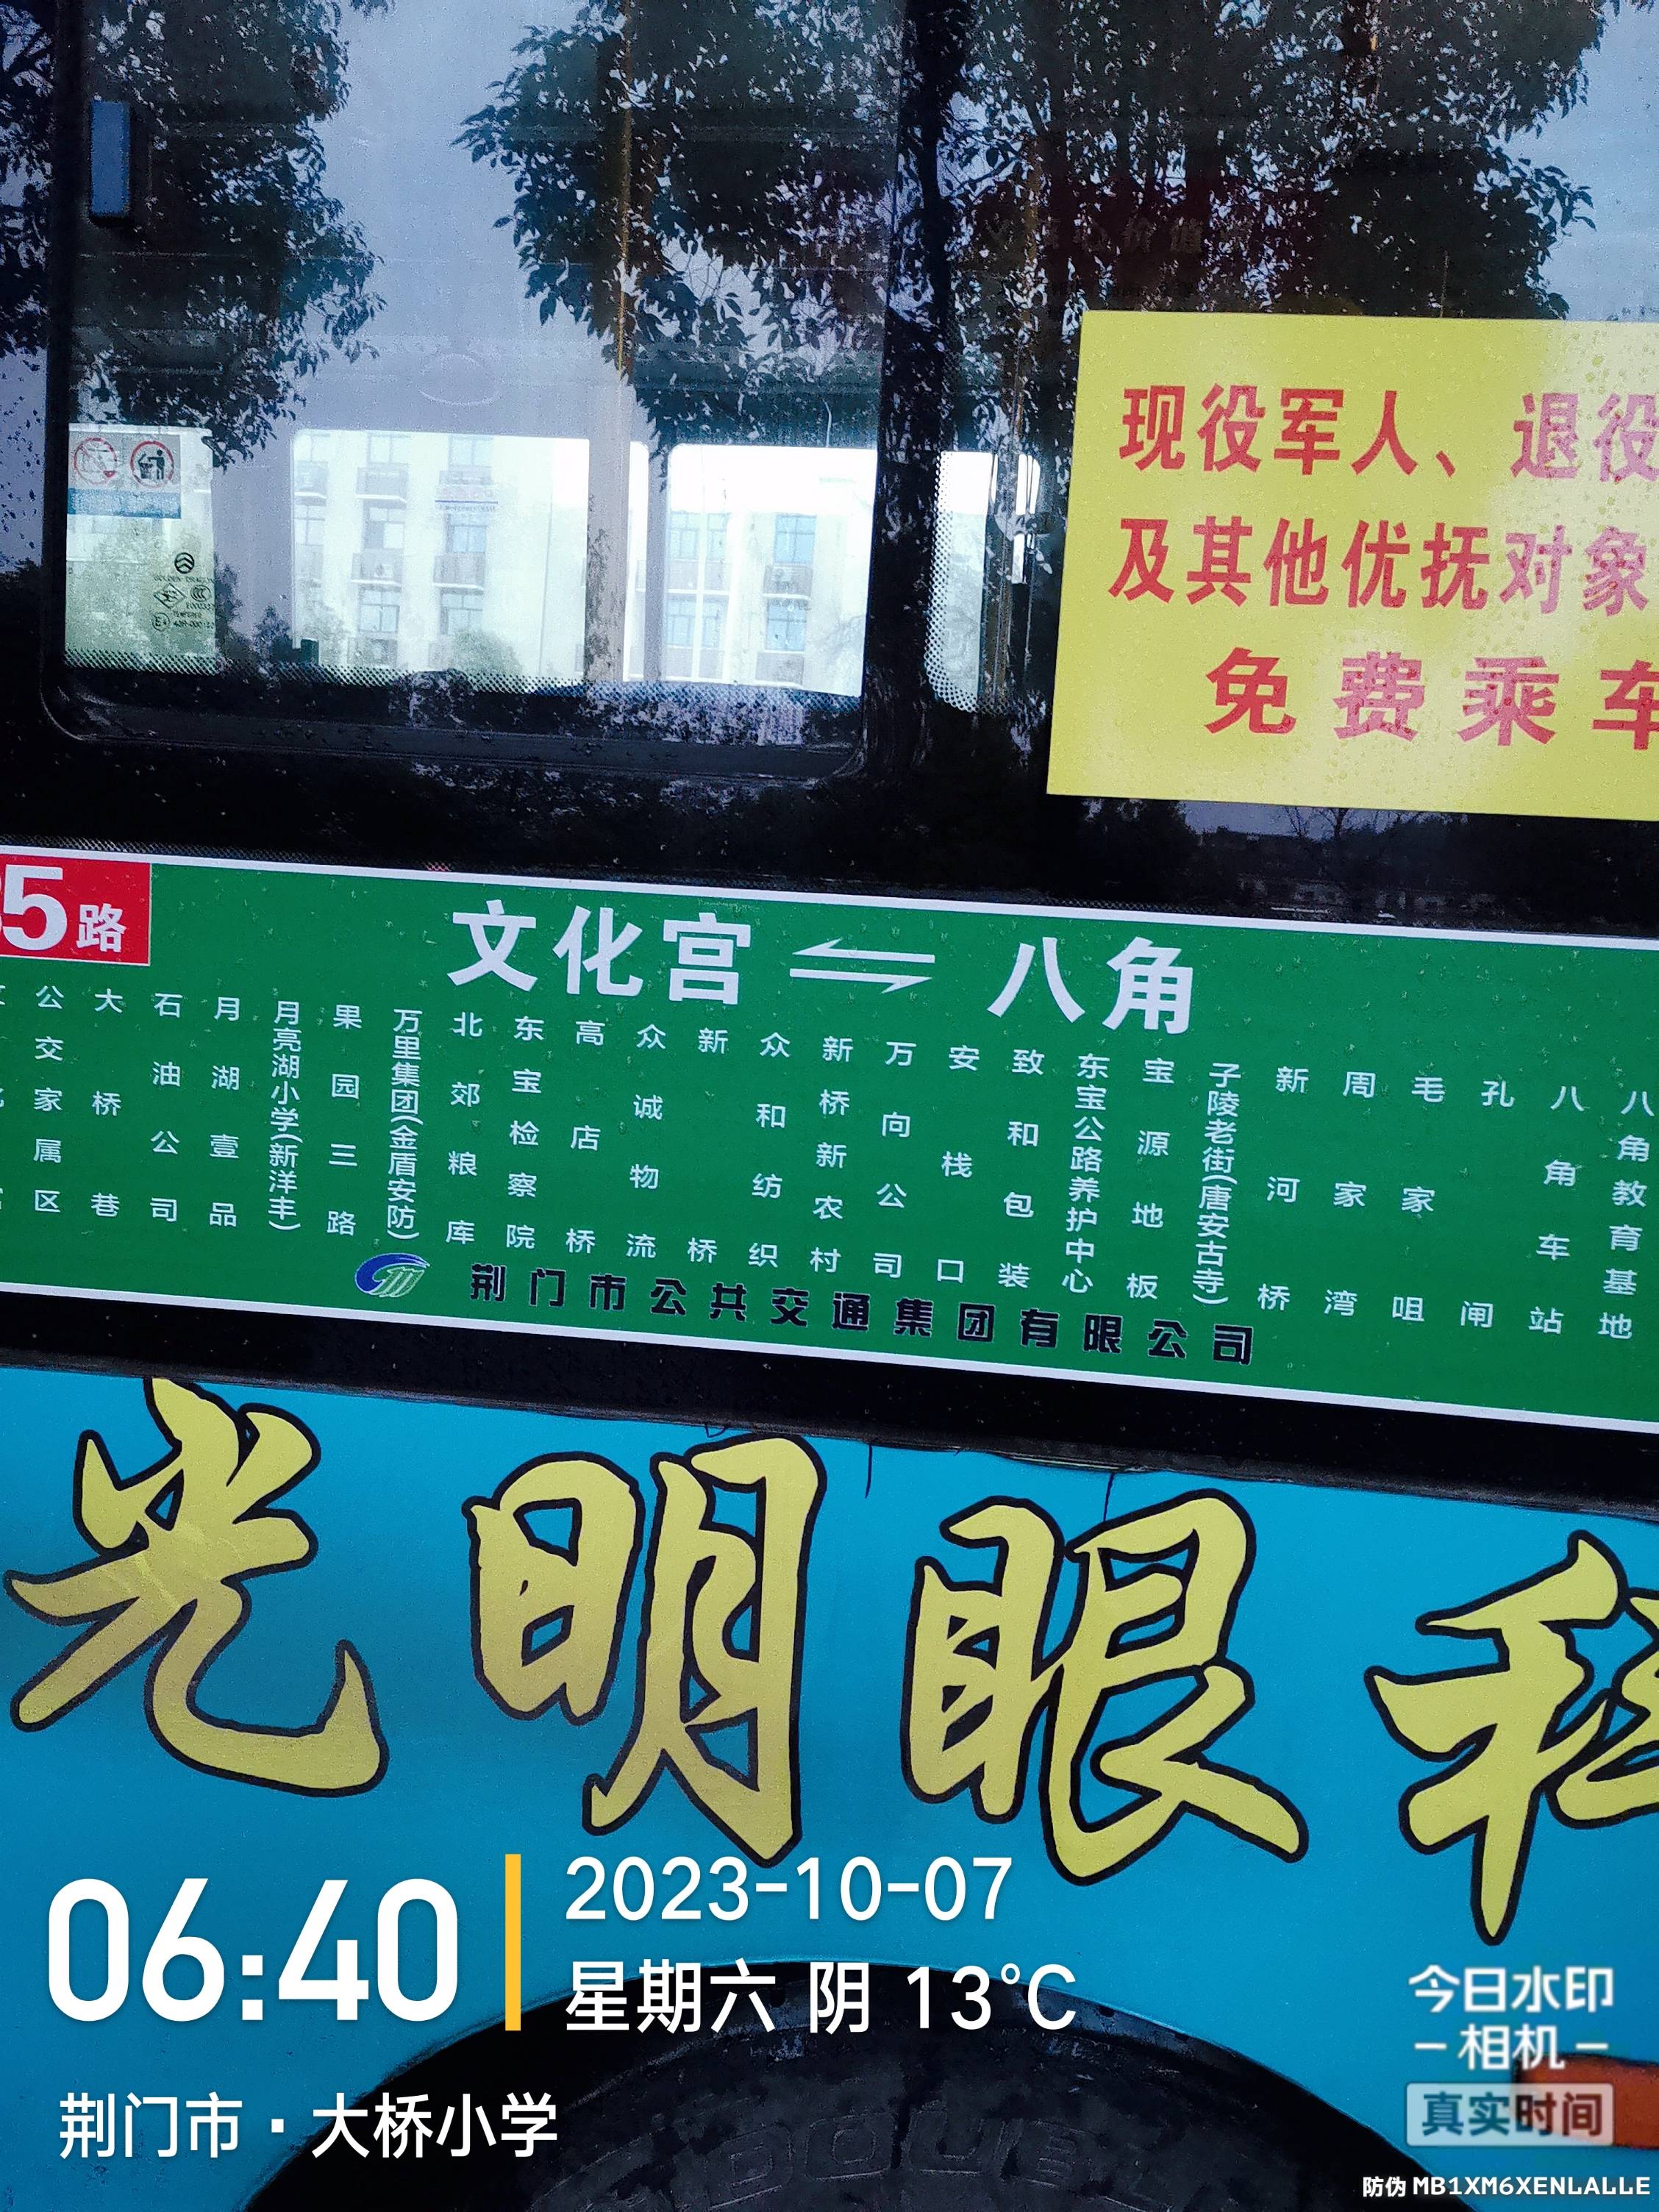 现役军人、退役
及其他优抚对象
免费乘车
GOLDEN DRAGON
5路
文化宫 八角
公交家属区
大桥巷
石油公司
月湖壹品
月亮湖小学(新洋丰)
果园三路
万里集团(金盾安防)
北郊粮库
东宝检察院
高店桥
众诚物流
新桥
众和纺织
新桥新农村
万向公司
安栈口
致和包装
东宝公路养护中心
宝源地板
子陵老街(唐安古寺)
新河桥
周家湾
毛家咀
孔闸
八角车站
八角教育基地
荆门市公共交通集团有限公司
光明眼科
06:40
2023-10-07
星期六 阴 13°C
荆门市·大桥小学
今日水印
-相机-
真实时间
防伪 MB1XM6XENLALLE